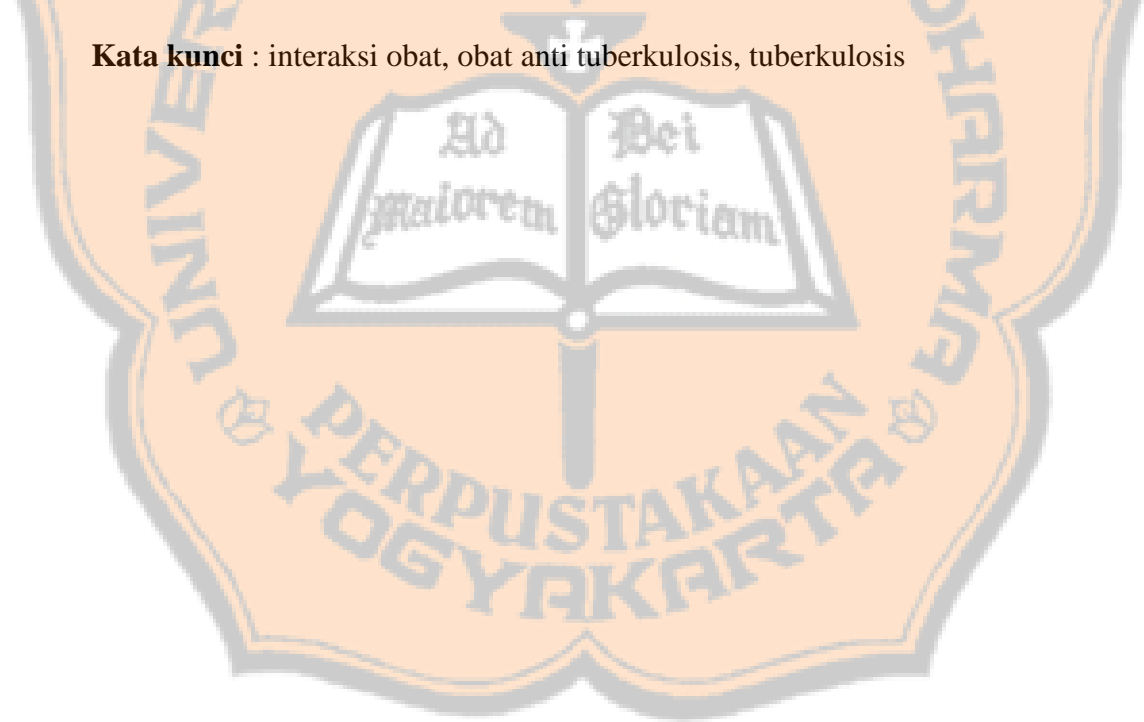 Kata kunci : interaksi obat, obat anti tuberkulosis, tuberkulosis
Ad Dei
Maiorem Gloriam
PERPUSTAKAAN
YOGYAKARTA